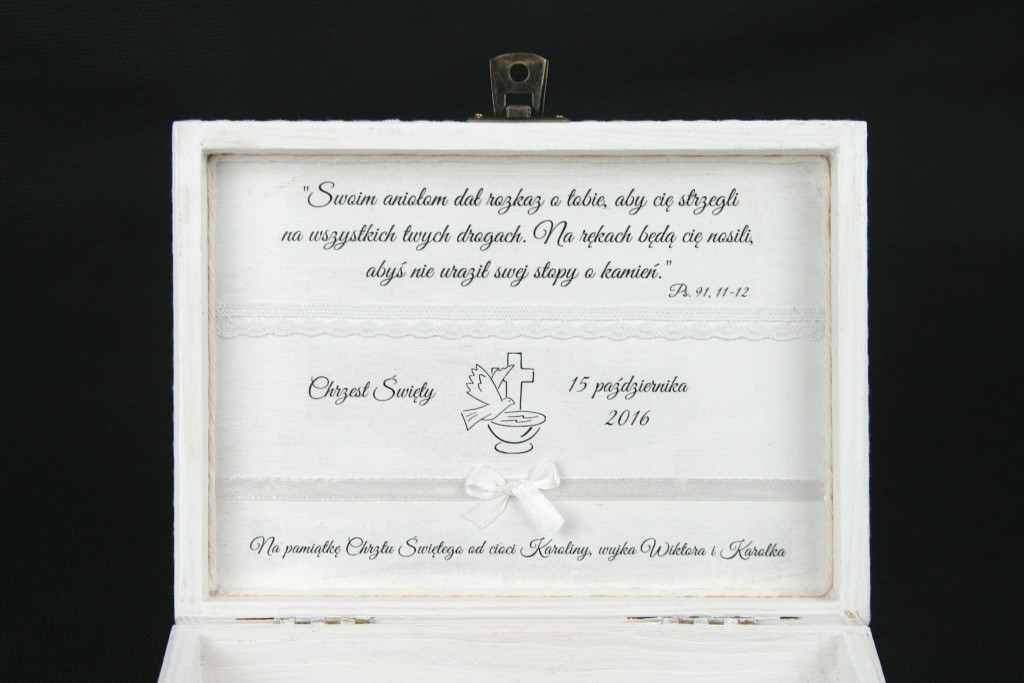 "Swoim aniołom dał rozkaz o tobie, aby cię strzegli
na wszystkich twych drogach. Na rękach będą cię nosili,
abyś nie uraził swej stopy o kamień."
Ps. 91, 11-12
Chrzest Święty
15 października
2016
Na pamiątkę Chrztu Świętego od cioci Karoliny, wujka Wiktora i Karolka